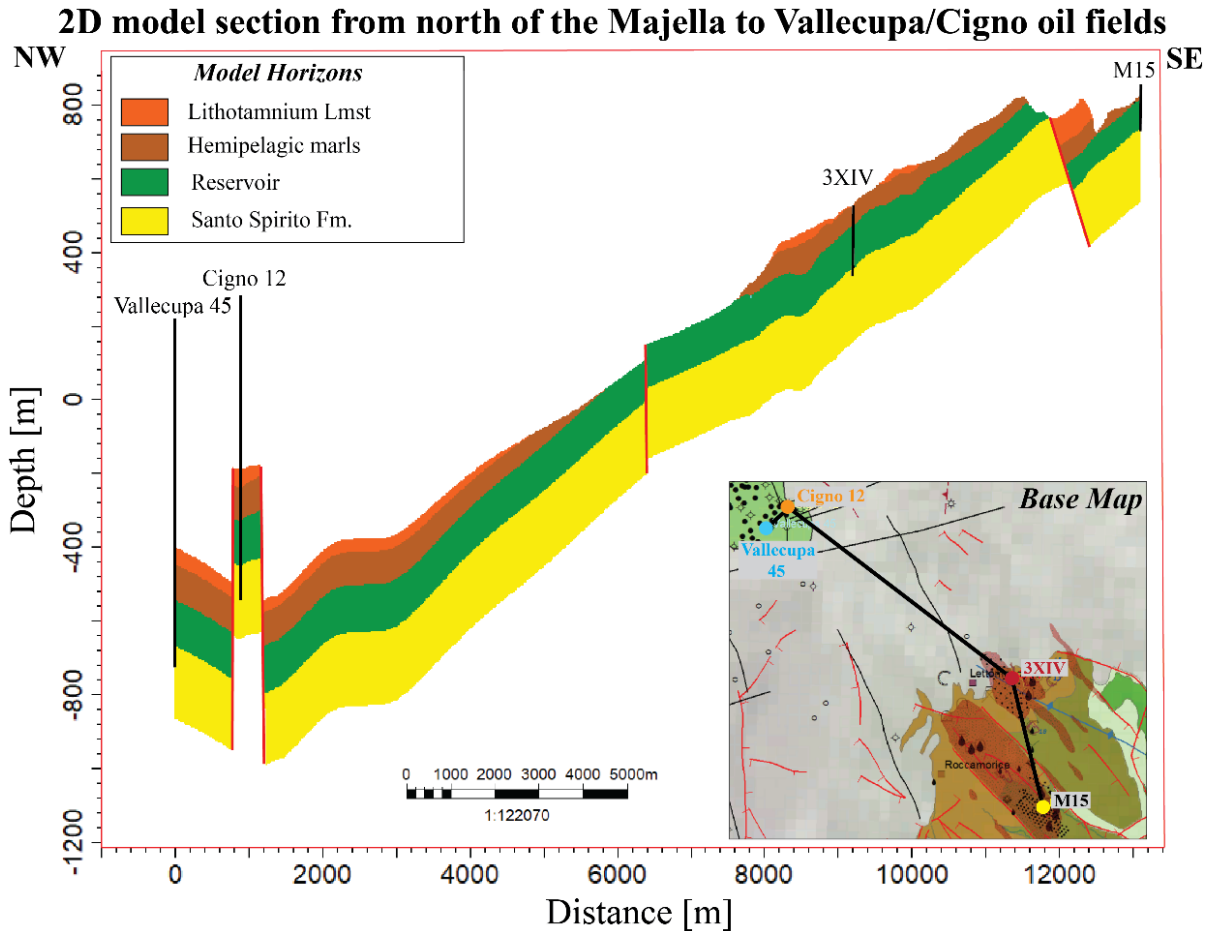 2D model section from north of the Majella to Vallecupa/Cigno oil fields
NW
SE
Model Horizons
Lithotamnium Lmst
Hemipelagic marls
Reservoir
Santo Spirito Fm.
M15
3XIV
Cigno 12
Vallecupa 45
800
400
0
-400
-800
-1200
Depth [m]
0 1000 2000 3000 4000 5000m
1:122070
Base Map
Cigno 12
Vallecupa
45
3XIV
Roccamorice
M15
0 2000 4000 6000 8000 10000 12000
Distance [m]